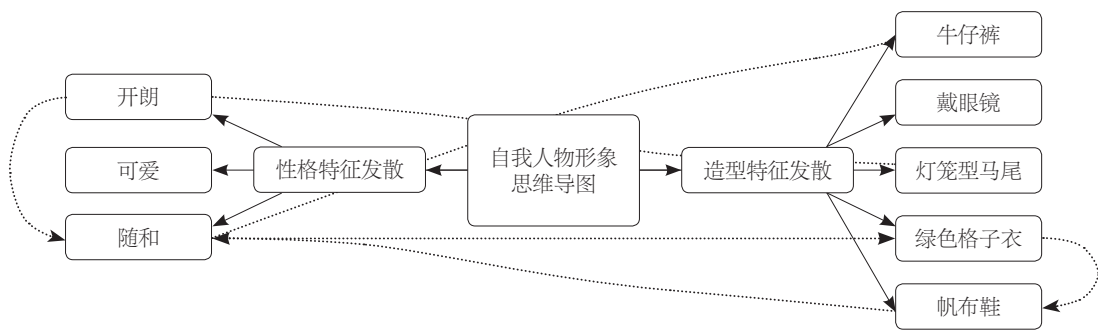 自我人物形象
思维导图
性格特征发散
开朗
可爱
随和
造型特征发散
牛仔裤
戴眼镜
灯笼型马尾
绿色格子衣
帆布鞋